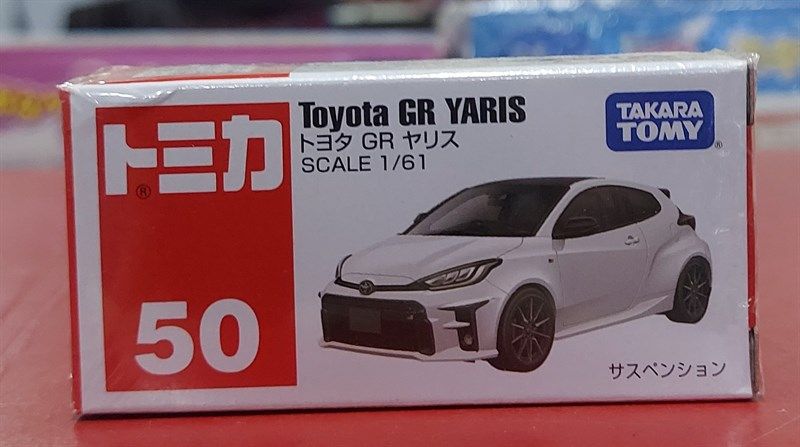 トミカ
®
50
Toyota GR YARIS
トヨタ GR ヤリス
SCALE 1/61
TAKARA
TOMY
®
サスペンション